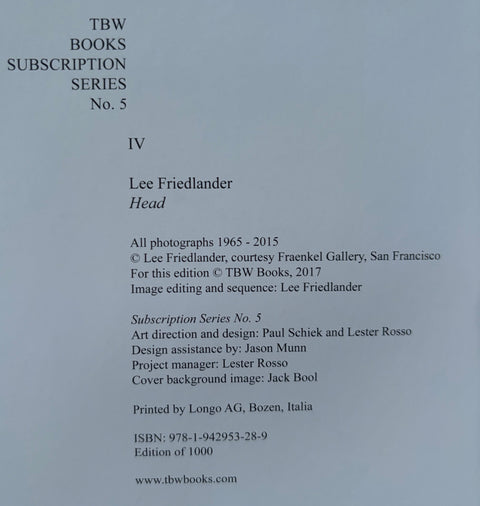 TBW
BOOKS
SUBSCRIPTION
SERIES
No. 5
IV
Lee Friedlander
Head
All photographs 1965 - 2015
© Lee Friedlander, courtesy Fraenkel Gallery, San Francisco
For this edition © TBW Books, 2017
Image editing and sequence: Lee Friedlander
Subscription Series No. 5
Art direction and design: Paul Schiek and Lester Rosso
Design assistance by: Jason Munn
Project manager: Lester Rosso
Cover background image: Jack Bool
Printed by Longo AG, Bozen, Italia
ISBN: 978-1-942953-28-9
Edition of 1000
www.tbwbooks.com